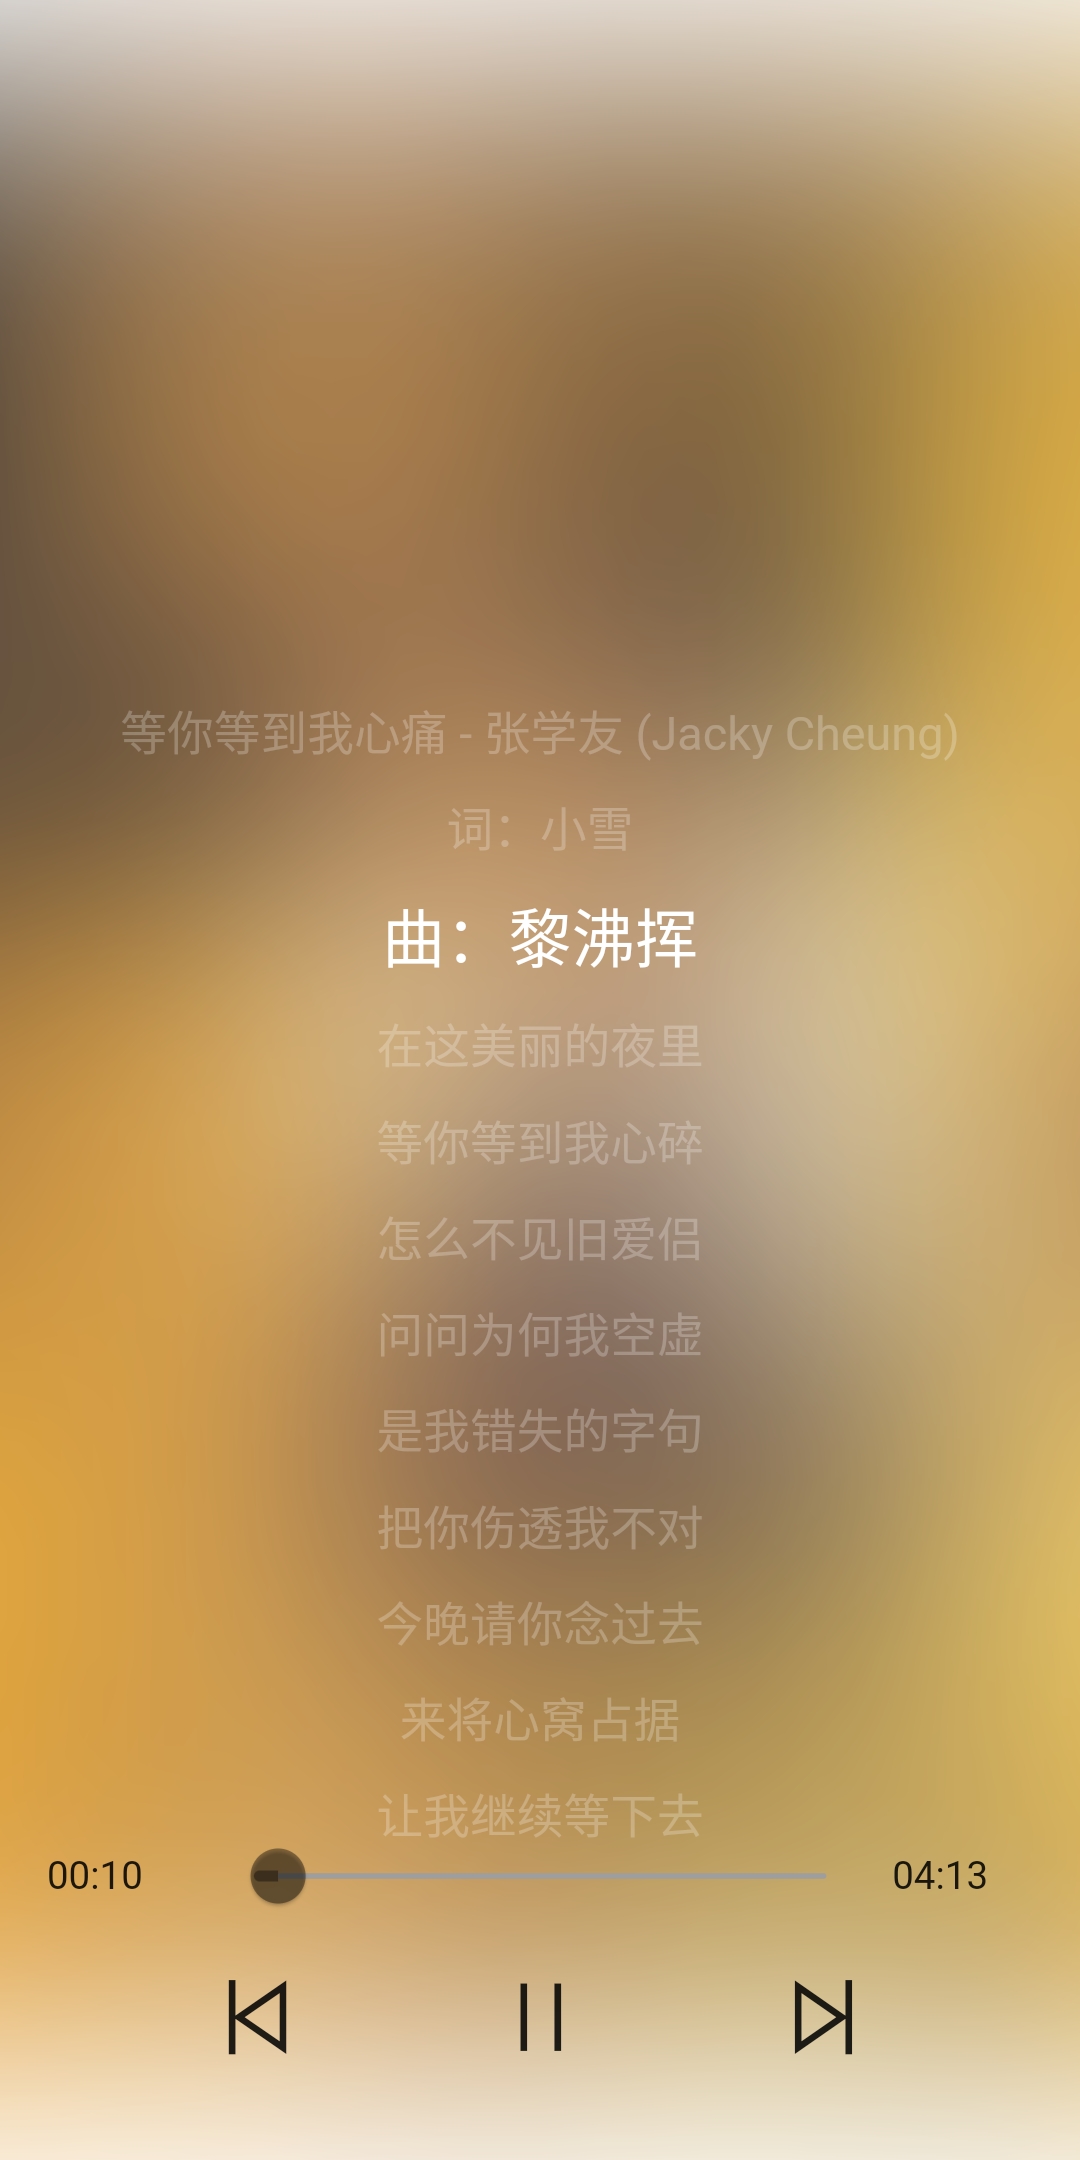 等你等到我心痛 - 张学友 (Jacky Cheung)
词：小雪
曲：黎沸挥
在这美丽的夜里
等你等到我心碎
怎么不见旧爱侣
问问为何我空虚
是我错失的字句
把你伤透我不对
今晚请你念过去
来将心窝占据
让我继续等下去
00:10
04:13